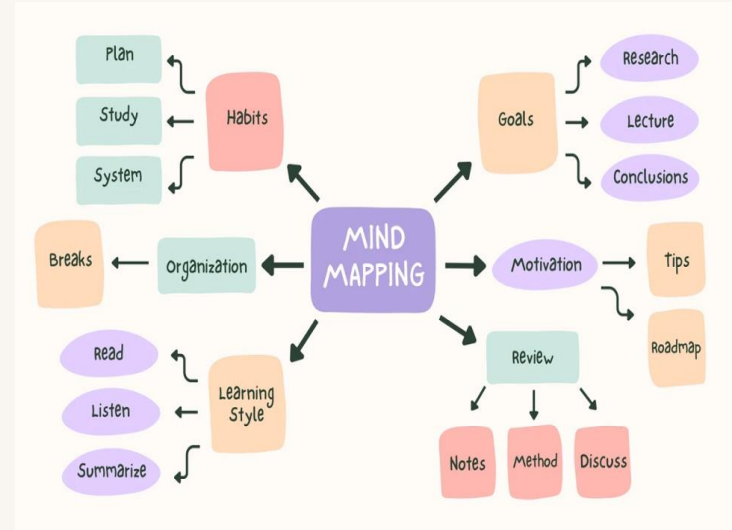 MIND
MAPPING
Habits
Plan
Study
System
Organization
Breaks
Learning
Style
Read
Listen
Summarize
Goals
Research
Lecture
Conclusions
Motivation
Tips
Roadmap
Review
Notes
Method
Discuss